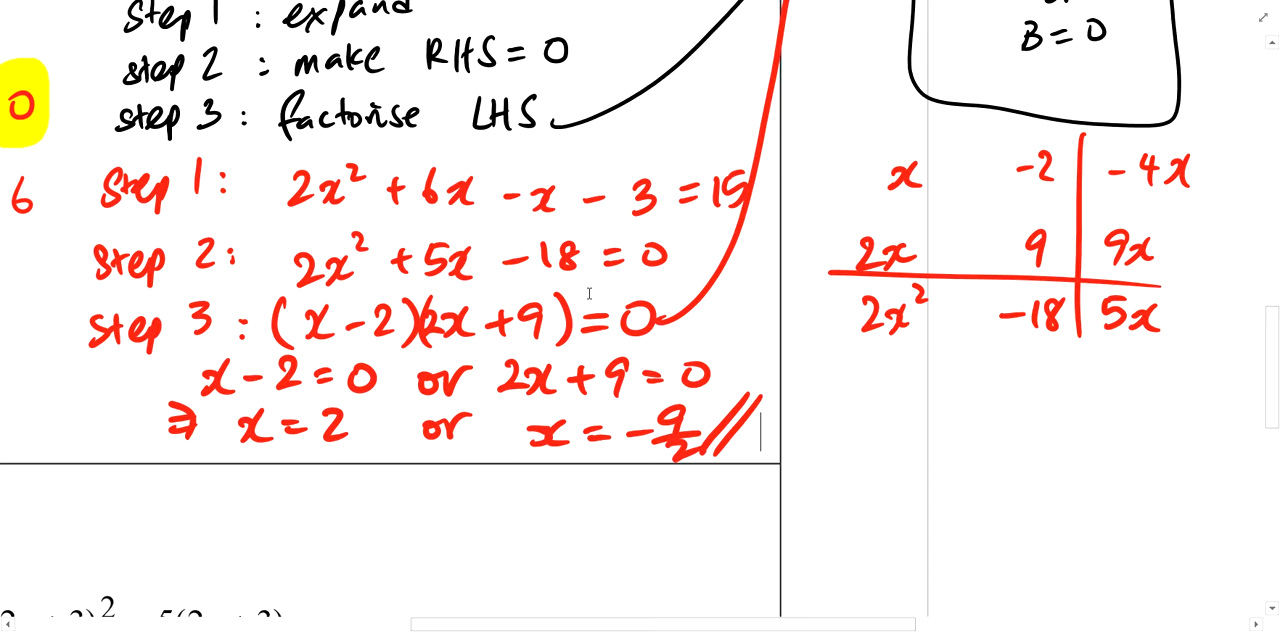 Step 1 : expand
step 2 : make RHS = 0
step 3 : factorise LHS
B = 0
0
6
Step 1: 2x² + 6x - x - 3 = 15
Step 2: 2x² + 5x - 18 = 0
Step 3 : (x - 2)(2x + 9) = 0
x - 2 = 0 or 2x + 9 = 0
⇒ x = 2 or x = -9/2 //
x -2 | -4x
2x 9 | 9x
2x² -18 | 5x